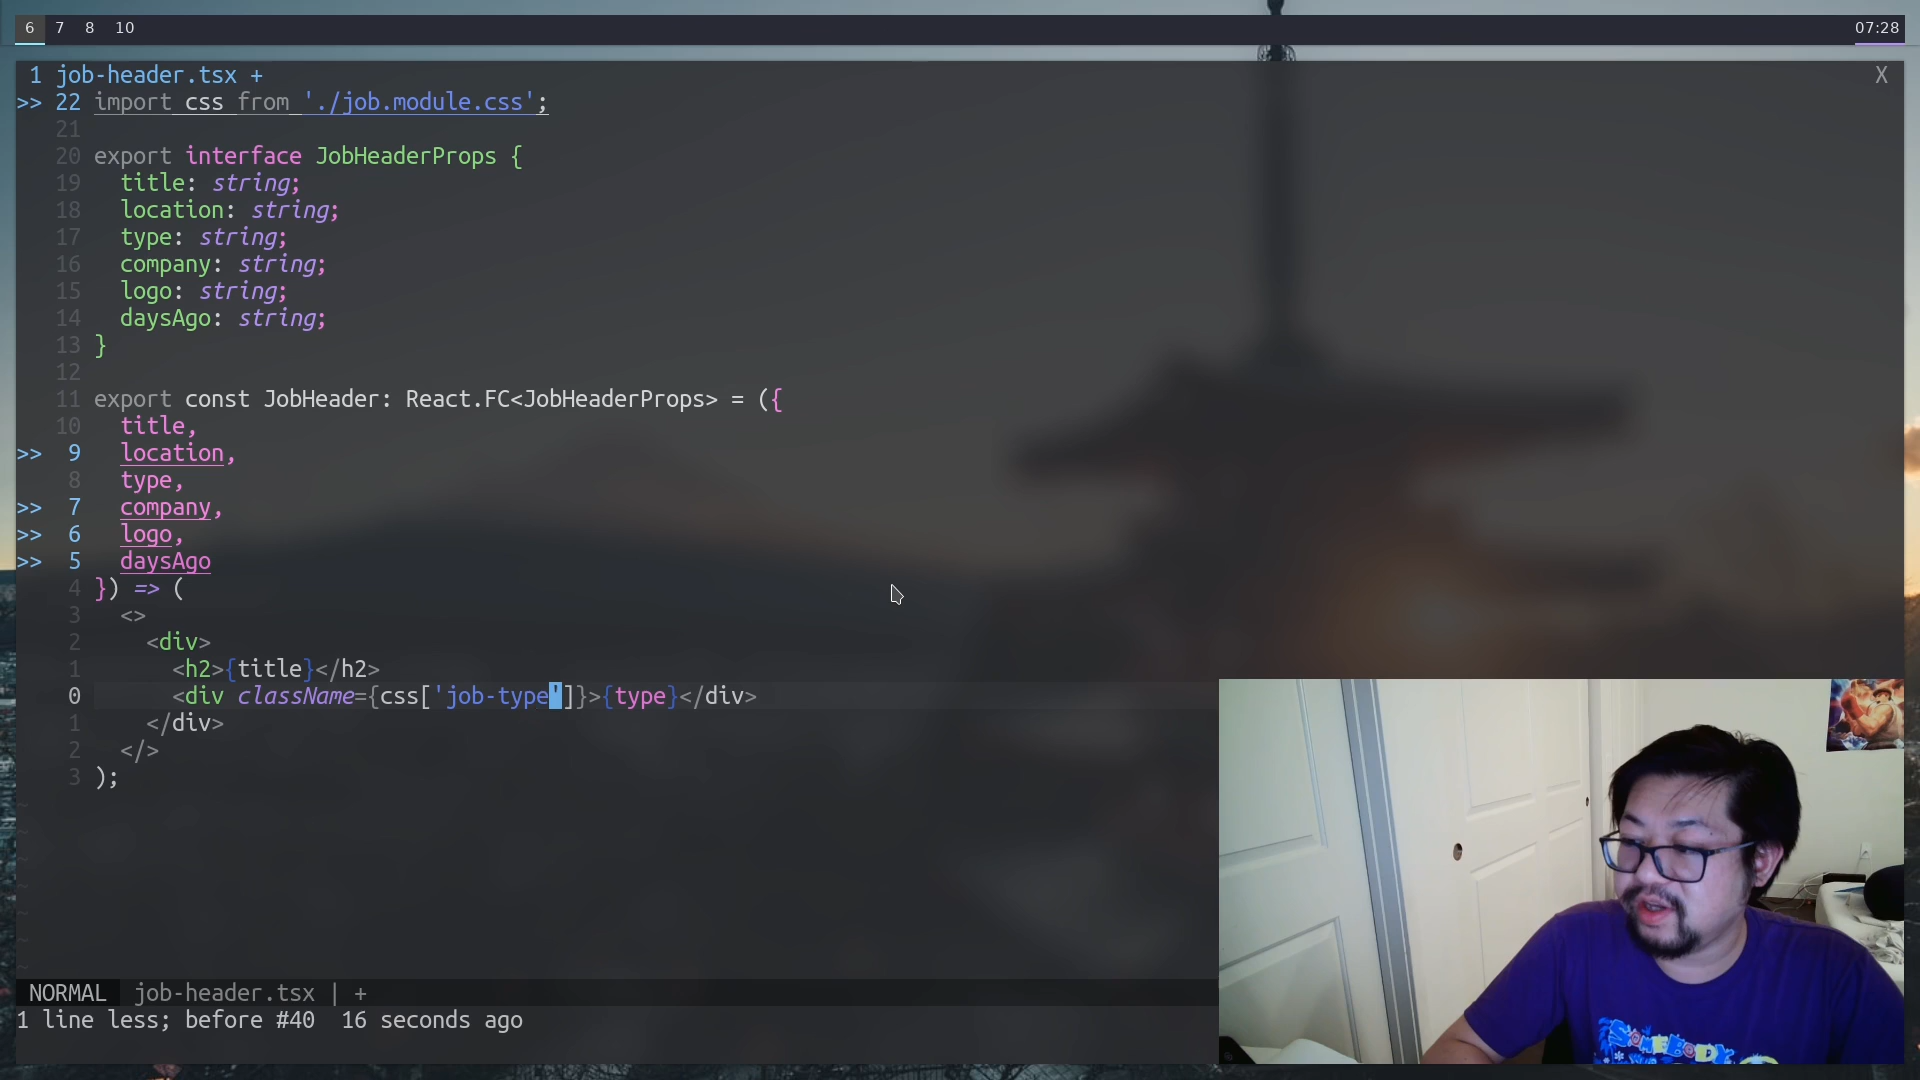 6 7 8 10 07:28
1 job-header.tsx + X
>> 22 import css from './job.module.css';
21
20 export interface JobHeaderProps {
19 title: string;
18 location: string;
17 type: string;
16 company: string;
15 logo: string;
14 daysAgo: string;
13 }
12
11 export const JobHeader: React.FC<JobHeaderProps> = ({
10 title,
>> 9 location,
8 type,
>> 7 company,
>> 6 logo,
>> 5 daysAgo
4 }) => (
3 <>
2 <div>
1 <h2>{title}</h2>
0 <div className={css['job-type']}>{type}</div>
1 </div>
2 </>
3 );
NORMAL job-header.tsx | +
1 line less; before #40 16 seconds ago
SOMEBODY